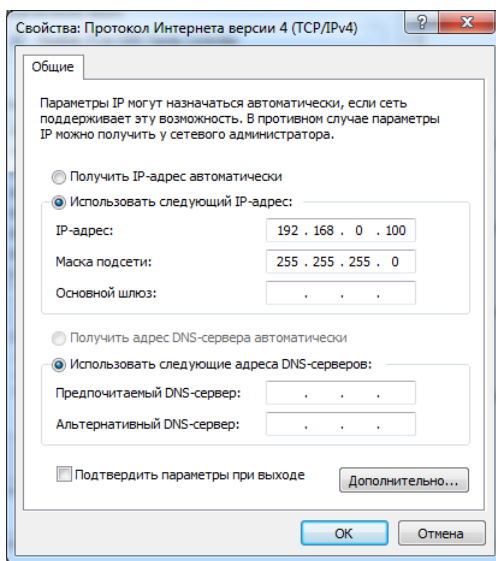 Свойства: Протокол Интернета версии 4 (TCP/IPv4)
?
Общие
Параметры IP могут назначаться автоматически, если сеть
поддерживает эту возможность. В противном случае параметры
IP можно получить у сетевого администратора.
Получить IP-адрес автоматически
Использовать следующий IP-адрес:
IP-адрес: 192 . 168 . 0 . 100
Маска подсети: 255 . 255 . 255 . 0
Основной шлюз: . . .
Получить адрес DNS-сервера автоматически
Использовать следующие адреса DNS-серверов:
Предпочитаемый DNS-сервер: . . .
Альтернативный DNS-сервер: . . .
Подтвердить параметры при выходе
Дополнительно...
ОК Отмена